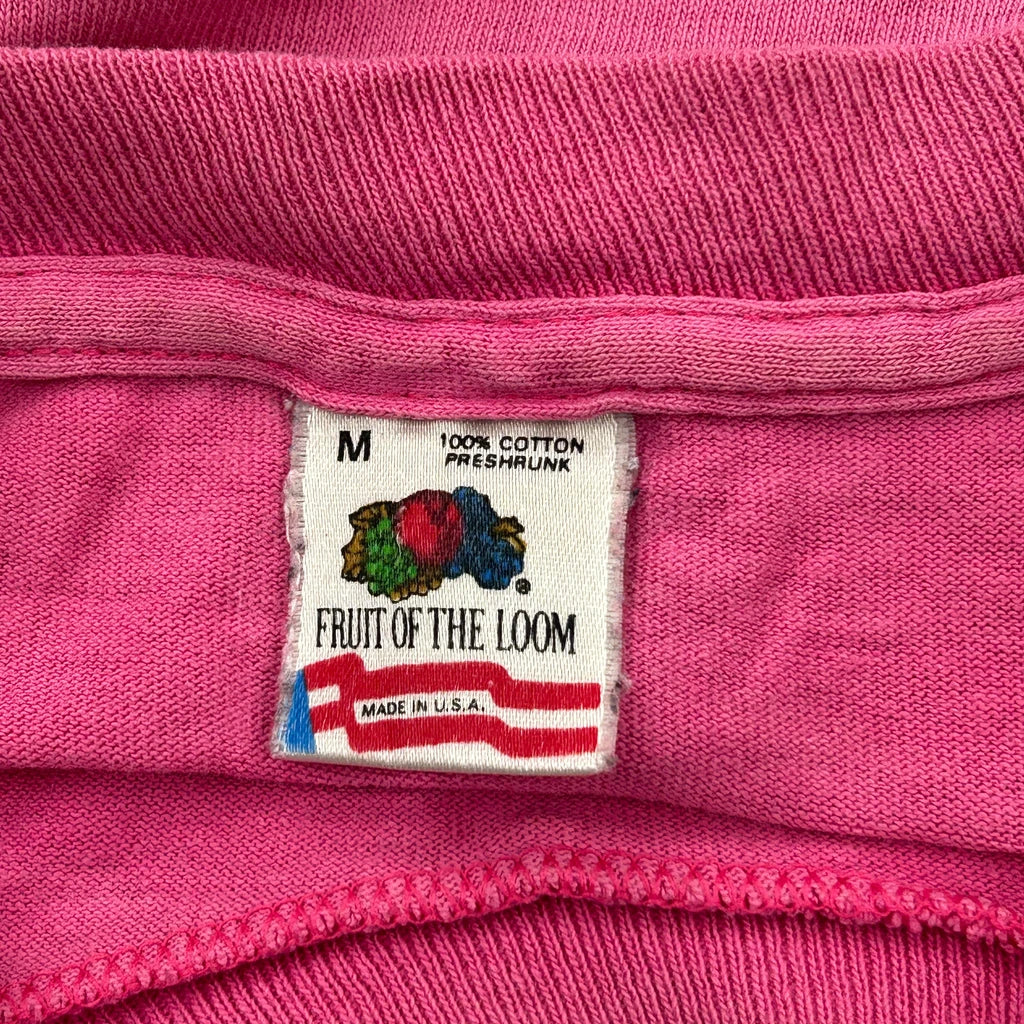 M
100% COTTON
PRESHRUNK
®
FRUIT OF THE LOOM
MADE IN U.S.A.